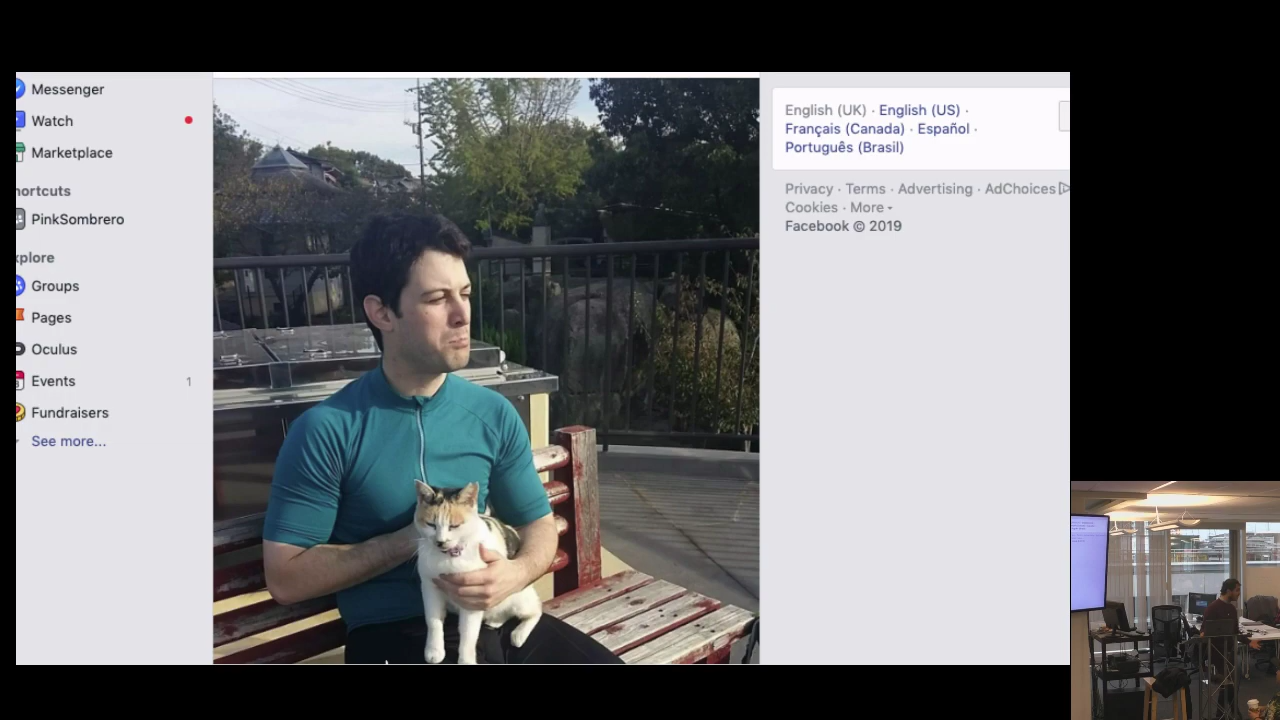 Messenger
Watch
Marketplace
hortcuts
PinkSombrero
xplore
Groups
Pages
Oculus
Events 1
Fundraisers
See more...
English (UK) · English (US) ·
Français (Canada) · Español ·
Português (Brasil)
Privacy · Terms · Advertising · AdChoices
Cookies · More
Facebook © 2019